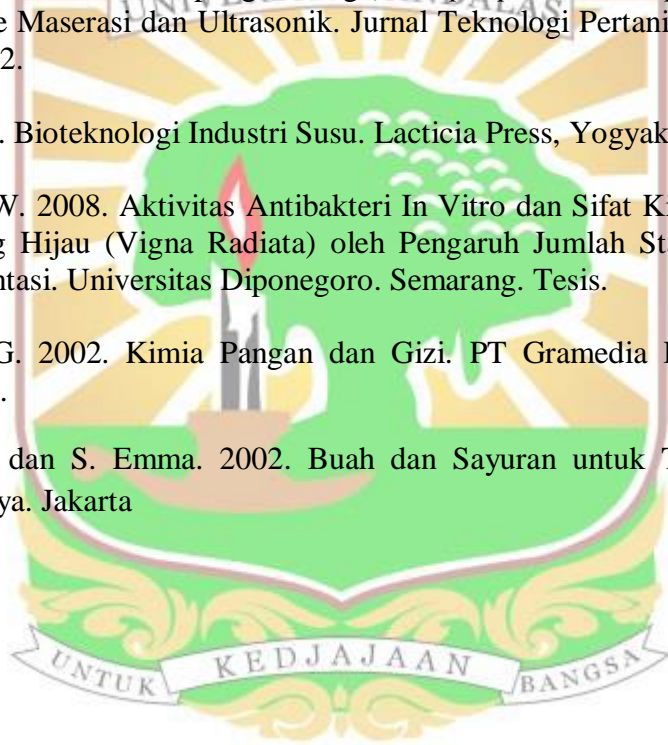 e Maserasi dan Ultrasonik. Jurnal Teknologi Pertani
2.
. Bioteknologi Industri Susu. Lacticia Press, Yogyak
W. 2008. Aktivitas Antibakteri In Vitro dan Sifat Ki
g Hijau (Vigna Radiata) oleh Pengaruh Jumlah St
ntasi. Universitas Diponegoro. Semarang. Tesis.
G. 2002. Kimia Pangan dan Gizi. PT Gramedia
.
dan S. Emma. 2002. Buah dan Sayuran untuk T
ya. Jakarta
UNTUK KEDJAJAAN BANGSA